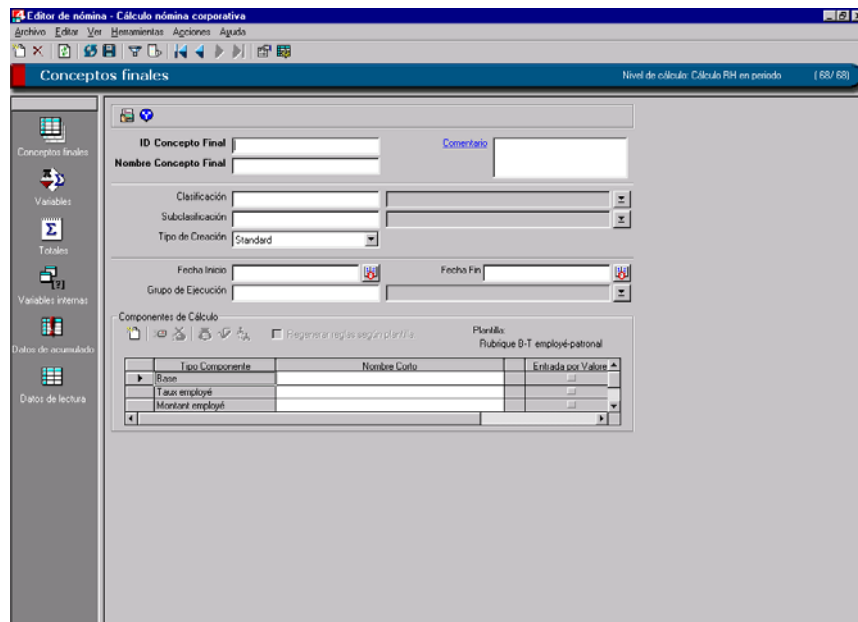 Editor de nómina - Cálculo nómina corporativa
Archivo Editar Ver Herramientas Acciones Ayuda
Conceptos finales
Nivel de cálculo: Cálculo RH en periodo (68/68)
Conceptos finales
Variables
Totales
Variables internas
Datos de acumulado
Datos de lectura
ID Concepto Final
Comentario
Nombre Concepto Final
Clasificación
Subclasificación
Tipo de Creación Standard
Fecha Inicio
Fecha Fin
Grupo de Ejecución
Componentes de Cálculo
Regenerar reglas según plantilla
Plantilla:
Rubrique B-T employé-patronal
Tipo Componente Nombre Corto Entrada por Valore
Base
Taux employé
Montant employé